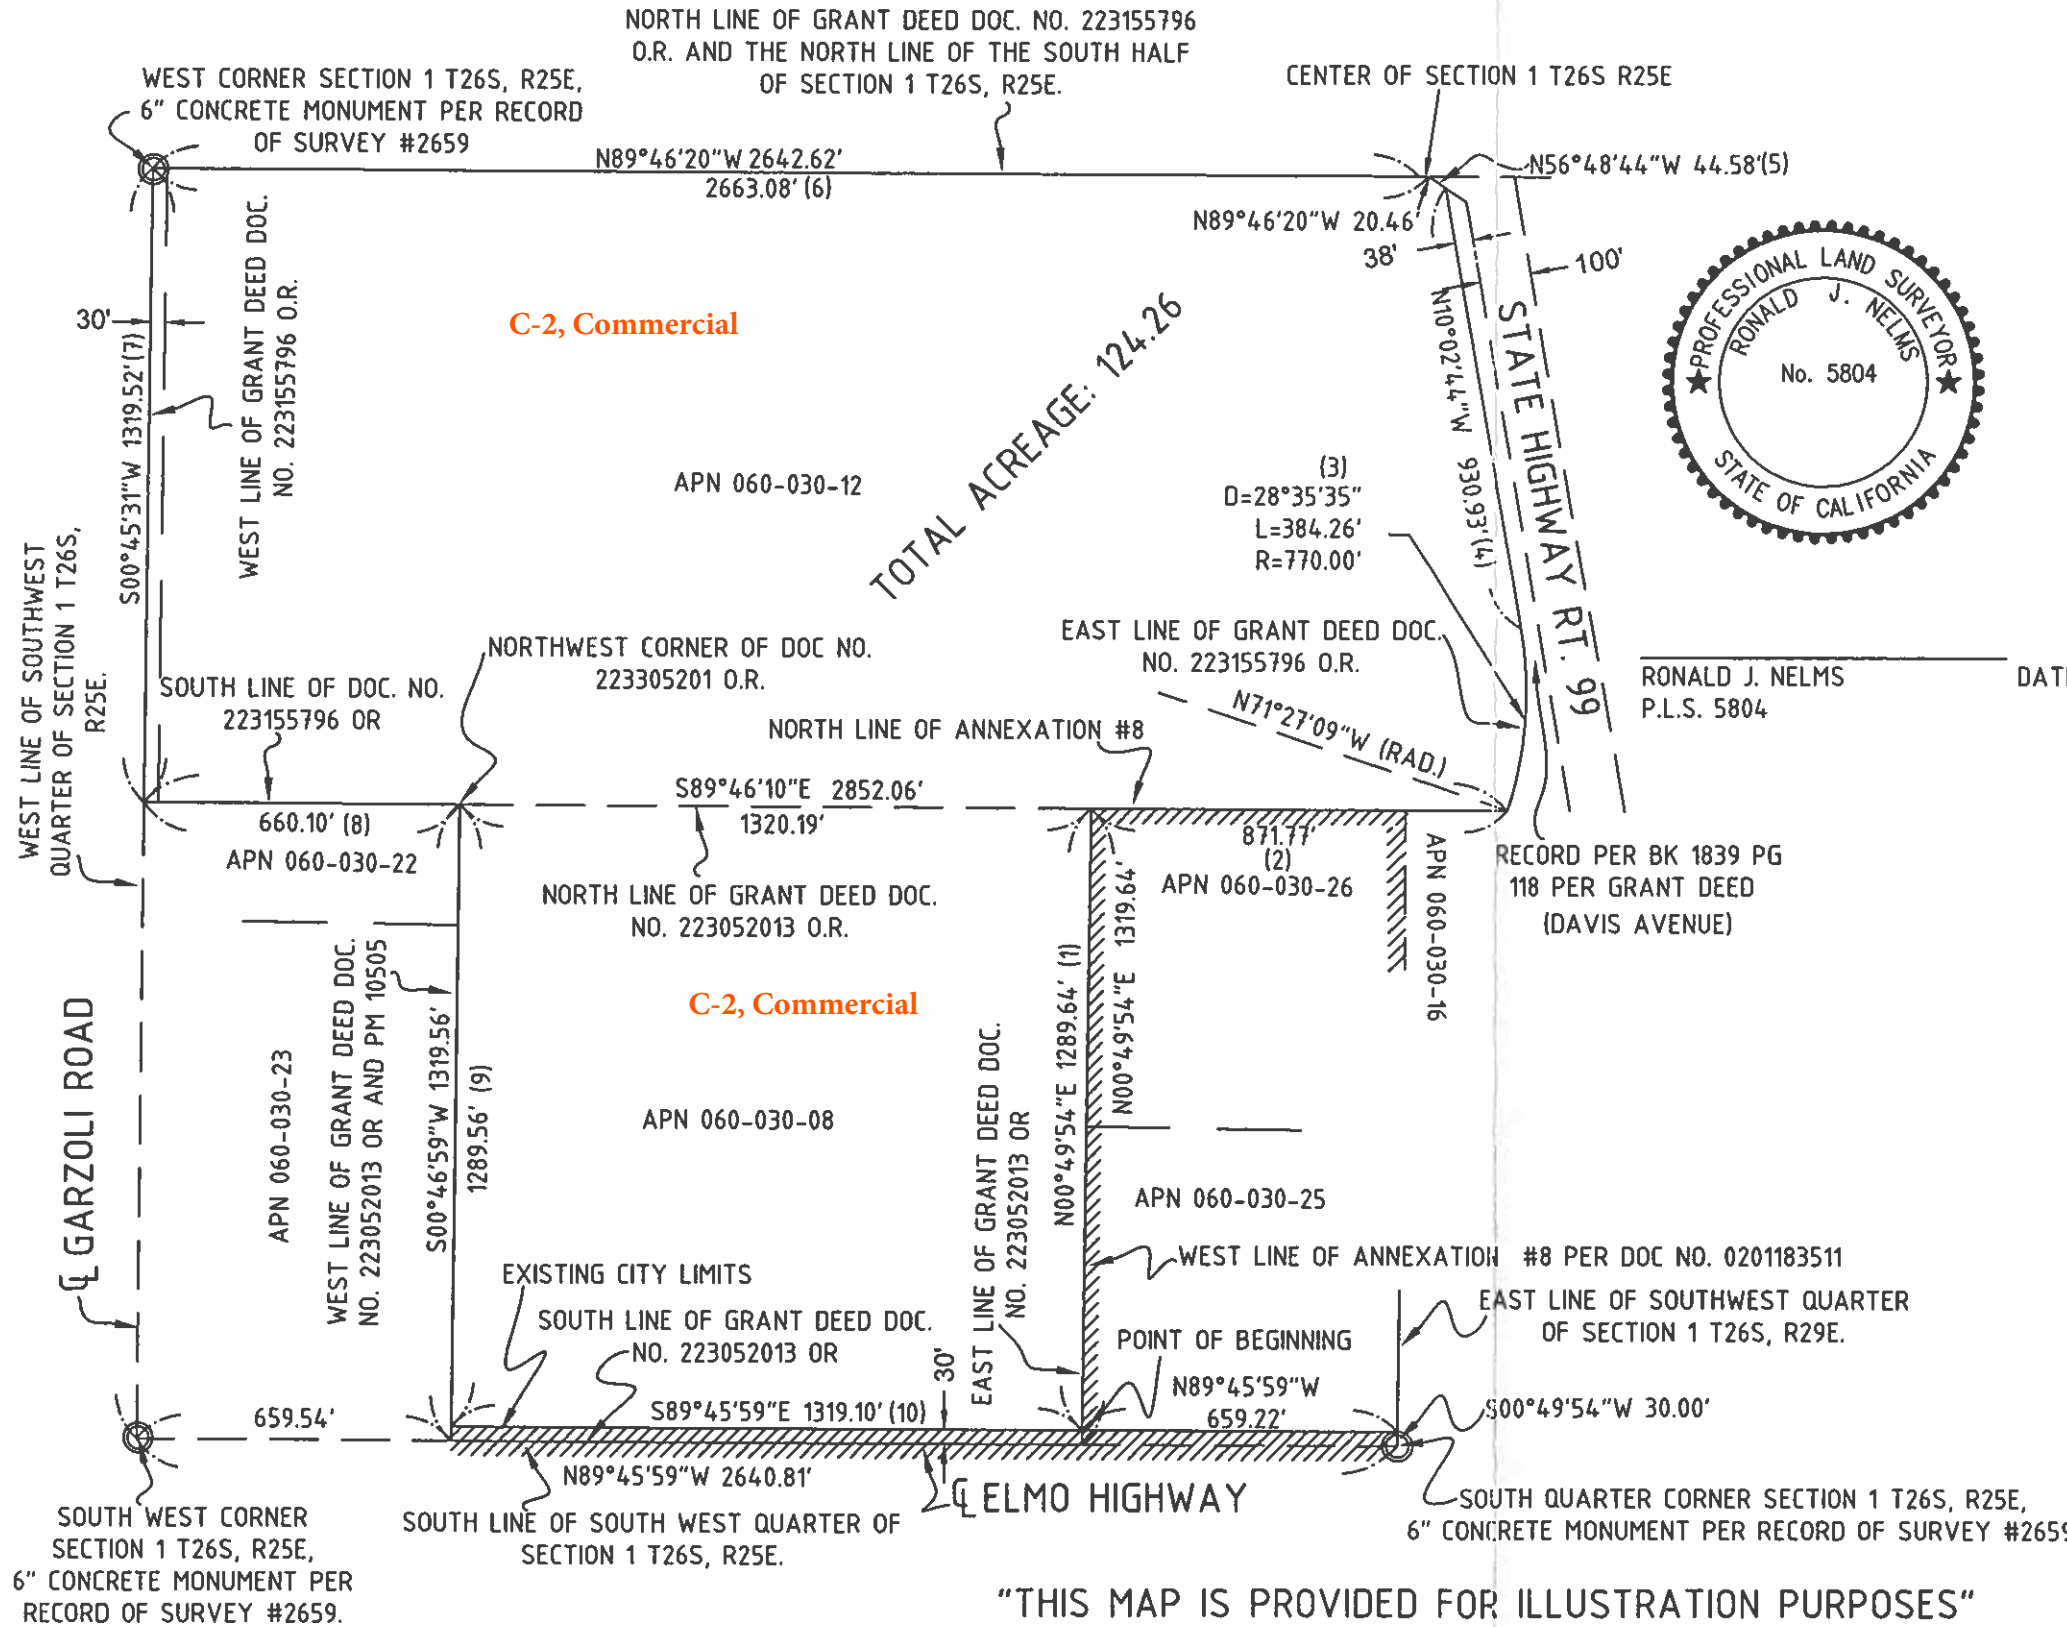 NORTH LINE OF GRANT DEED DOC. NO. 223155796
O.R. AND THE NORTH LINE OF THE SOUTH HALF
OF SECTION 1 T26S, R25E.
WEST CORNER SECTION 1 T26S, R25E,
6" CONCRETE MONUMENT PER RECORD
OF SURVEY #2659
CENTER OF SECTION 1 T26S R25E
N89°46'20"W 2642.62'
2663.08' (6)
N56°48'44"W 44.58'(5)
N89°46'20"W 20.46'
38'
100'
30'
S00°45'31"W 1319.52'(7)
WEST LINE OF GRANT DEED DOC.
NO. 223155796 O.R.
C-2, Commercial
TOTAL ACREAGE: 124.26
APN 060-030-12
N10°02'44"W 930.93'(4)
STATE HIGHWAY RT. 99
PROFESSIONAL LAND SURVEYOR
RONALD J. NELMS
No. 5804
STATE OF CALIFORNIA
(3)
D=28°35'35"
L=384.26'
R=770.00'
WEST LINE OF SOUTHWEST
QUARTER OF SECTION 1 T26S,
R25E.
SOUTH LINE OF DOC. NO.
223155796 OR
NORTHWEST CORNER OF DOC NO.
223305201 O.R.
EAST LINE OF GRANT DEED DOC.
NO. 223155796 O.R.
RONALD J. NELMS
P.L.S. 5804
DATE
N71°27'09"W (RAD.)
NORTH LINE OF ANNEXATION #8
S89°46'10"E 2852.06'
660.10' (8)
1320.19'
871.77'
(2)
APN 060-030-22
APN 060-030-26
APN 060-030-16
RECORD PER BK 1839 PG
118 PER GRANT DEED
(DAVIS AVENUE)
NORTH LINE OF GRANT DEED DOC.
NO. 223052013 O.R.
WEST LINE OF GRANT DEED DOC.
NO. 223052013 OR AND PM 10505
S00°46'59"W 1319.56'
1289.56' (9)
C-2, Commercial
APN 060-030-08
EAST LINE OF GRANT DEED DOC.
NO. 223052013 OR
N00°49'54"E 1289.64' (1)
N00°49'54"E 1319.64'
℄ GARZOLI ROAD
APN 060-030-23
APN 060-030-25
WEST LINE OF ANNEXATION #8 PER DOC NO. 0201183511
EXISTING CITY LIMITS
SOUTH LINE OF GRANT DEED DOC.
NO. 223052013 OR
30'
POINT OF BEGINNING
EAST LINE OF SOUTHWEST QUARTER
OF SECTION 1 T26S, R29E.
N89°45'59"W
659.22'
S00°49'54"W 30.00'
659.54'
S89°45'59"E 1319.10' (10)
N89°45'59"W 2640.81'
℄ ELMO HIGHWAY
SOUTH WEST CORNER
SECTION 1 T26S, R25E,
6" CONCRETE MONUMENT PER
RECORD OF SURVEY #2659.
SOUTH LINE OF SOUTH WEST QUARTER OF
SECTION 1 T26S, R25E.
SOUTH QUARTER CORNER SECTION 1 T26S, R25E,
6" CONCRETE MONUMENT PER RECORD OF SURVEY #2659
"THIS MAP IS PROVIDED FOR ILLUSTRATION PURPOSES"